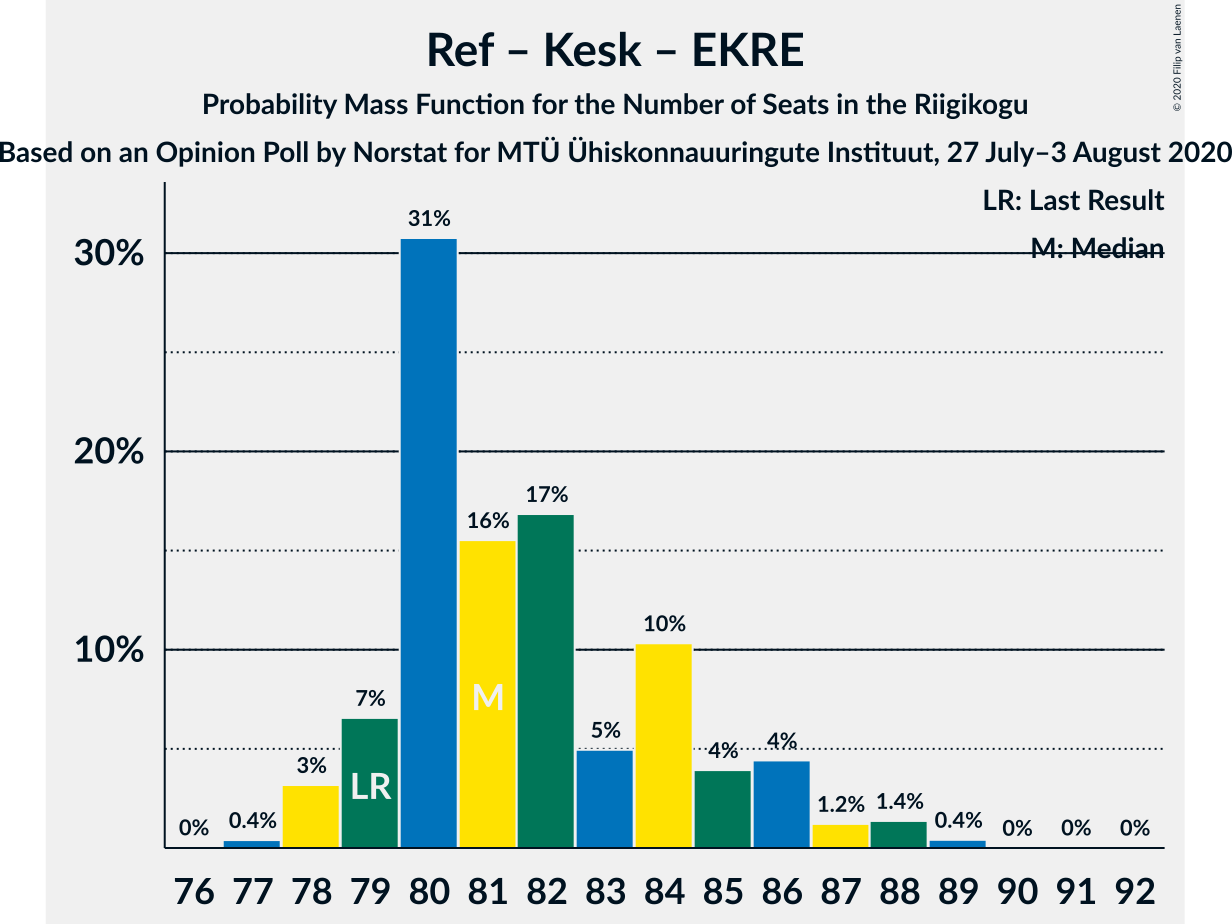 Ref – Kesk – EKRE
Probability Mass Function for the Number of Seats in the Riigikogu
Based on an Opinion Poll by Norstat for MTÜ Ühiskonnauuringute Instituut, 27 July–3 August 2020
© 2020 Filip van Laenen
LR: Last Result
M: Median
30%
20%
10%
0%
0.4%
3%
7%
31%
16%
17%
5%
10%
4%
4%
1.2%
1.4%
0.4%
0%
0%
0%
LR
M
76 77 78 79 80 81 82 83 84 85 86 87 88 89 90 91 92